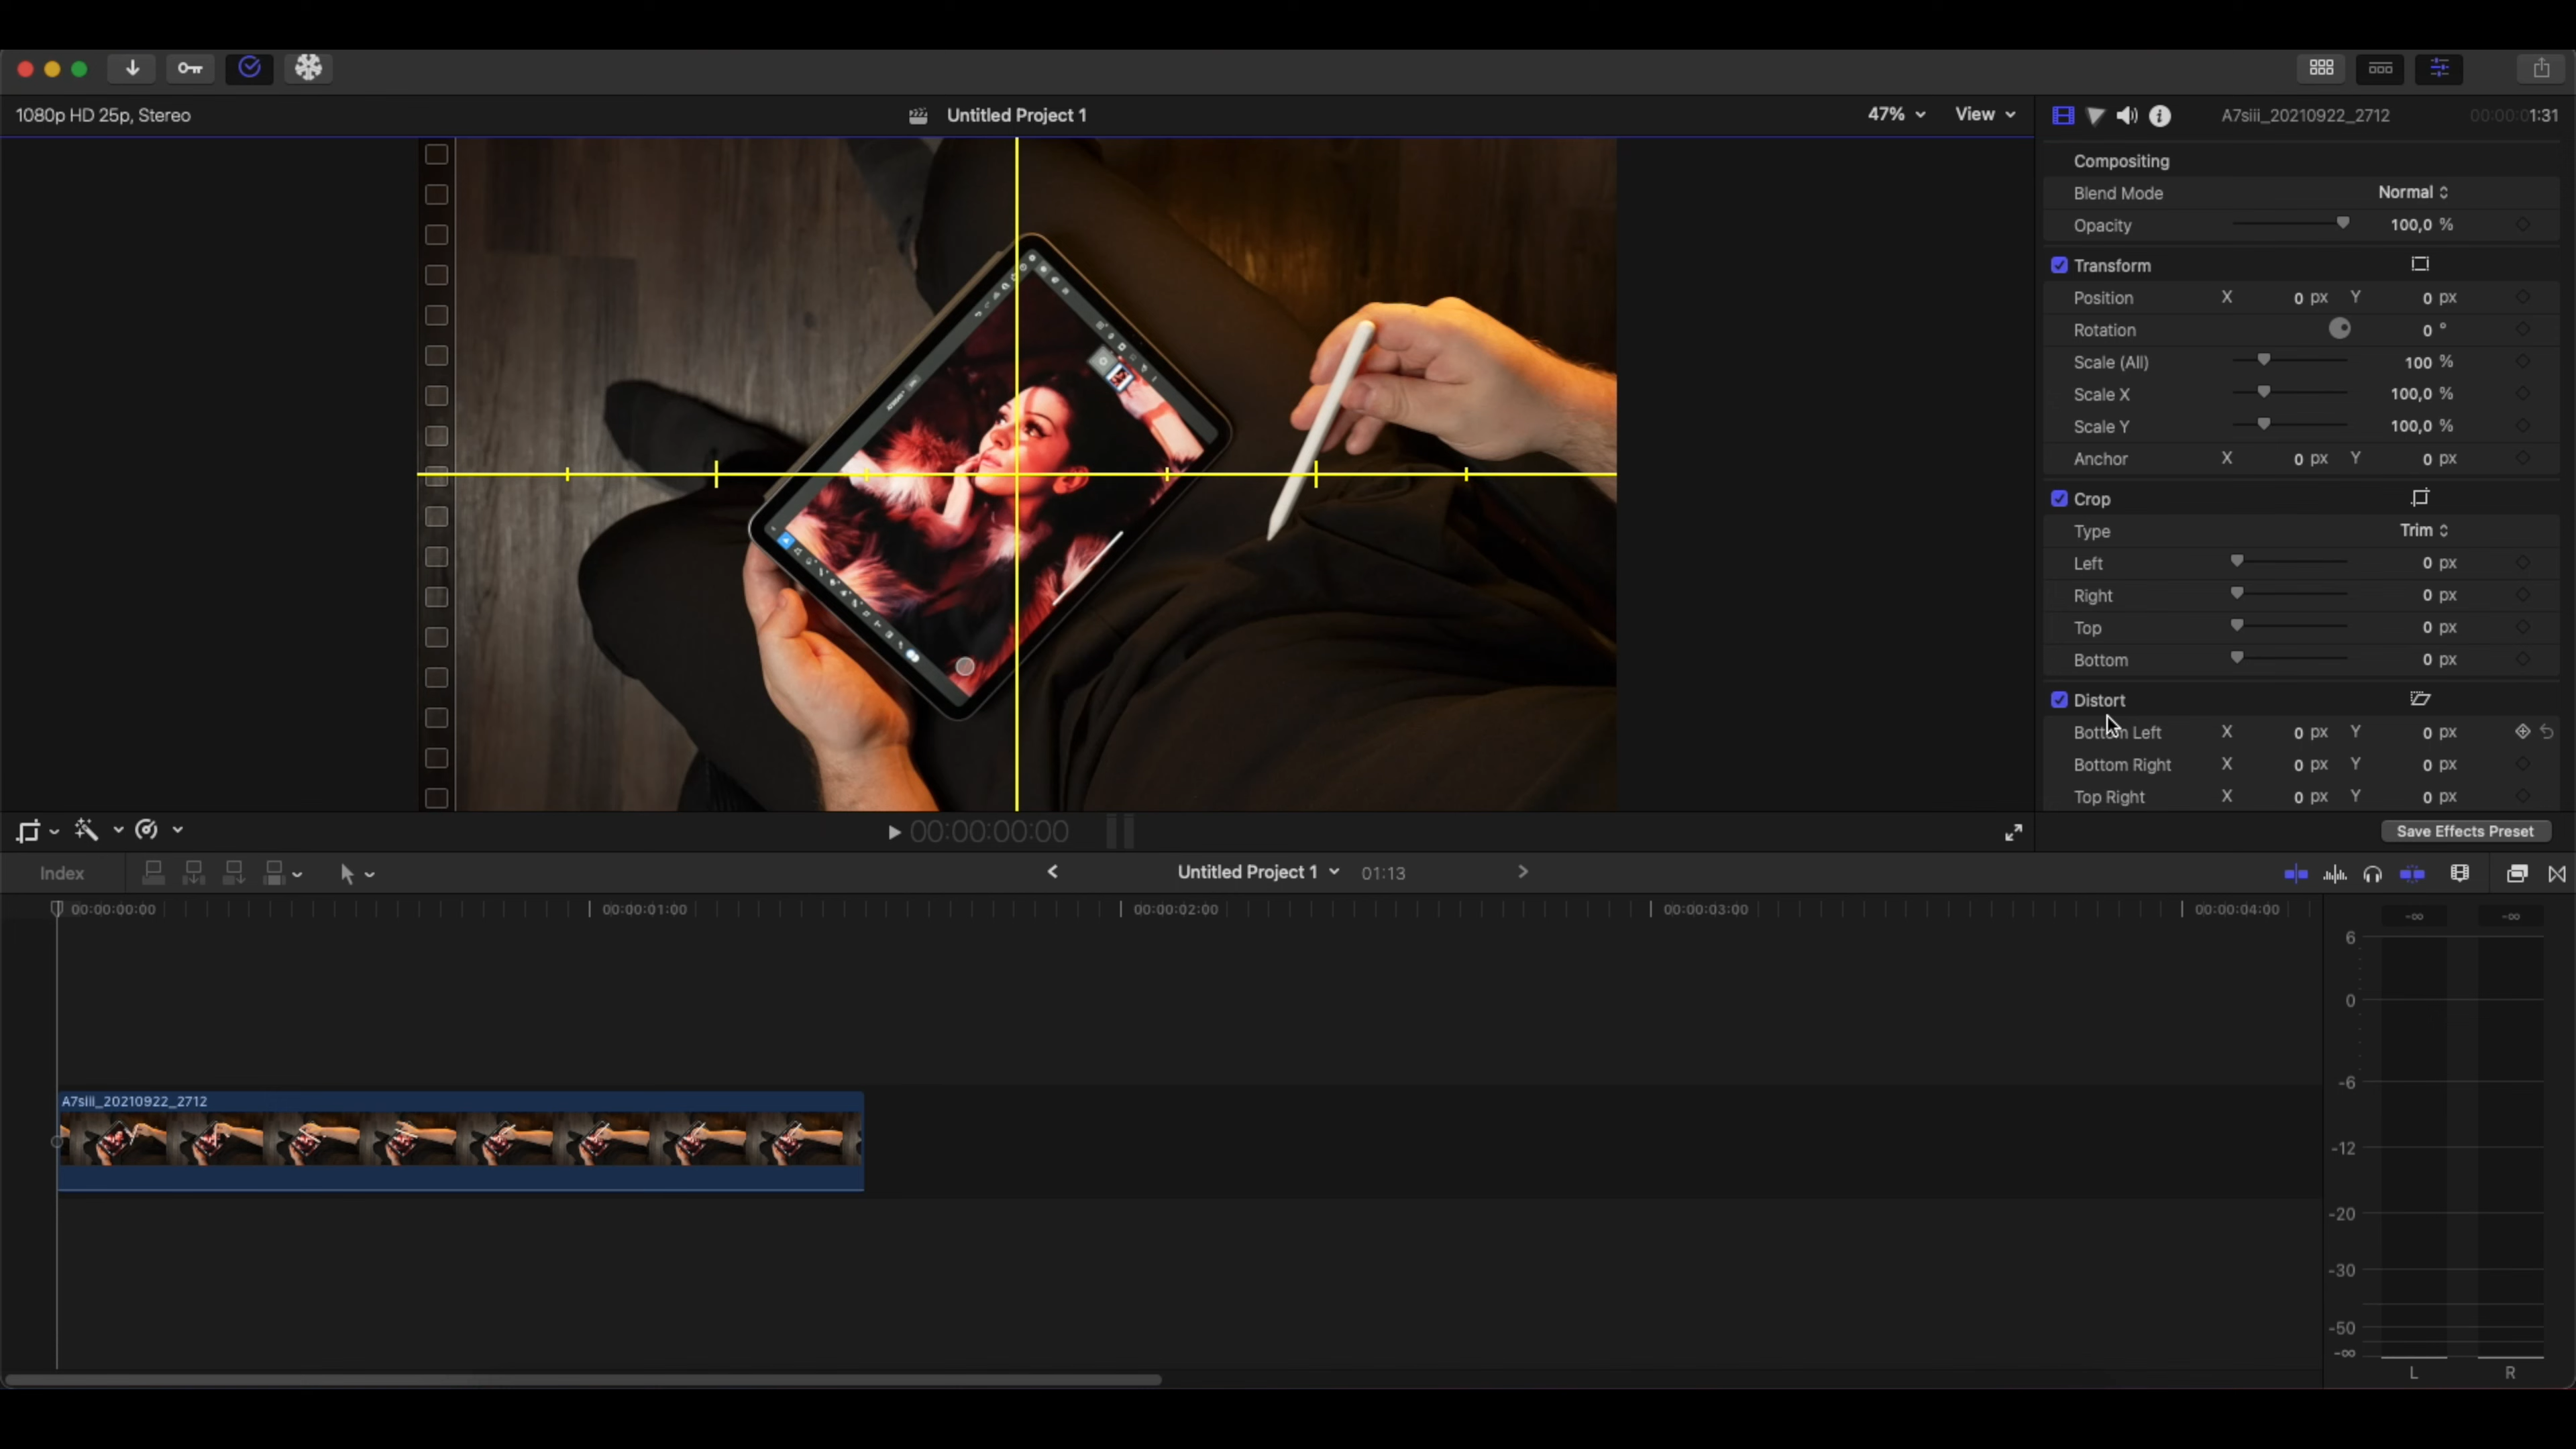 1080p HD 25p, Stereo
Untitled Project 1
47%
View
A7siii_20210922_2712
00:00:01:31
Compositing
Blend Mode Normal
Opacity 100,0 %
Transform
Position X 0 px Y 0 px
Rotation 0 °
Scale (All) 100 %
Scale X 100,0 %
Scale Y 100,0 %
Anchor X 0 px Y 0 px
Crop
Type Trim
Left 0 px
Right 0 px
Top 0 px
Bottom 0 px
Distort
Bottom Left X 0 px Y 0 px
Bottom Right X 0 px Y 0 px
Top Right X 0 px Y 0 px
00:00:00:00
Save Effects Preset
Index
Untitled Project 1 01:13
00:00:00:00 00:00:01:00 00:00:02:00 00:00:03:00 00:00:04:00
-∞ -∞
6
0
-6
A7siii_20210922_2712
-12
-20
-30
-50
-∞
L R